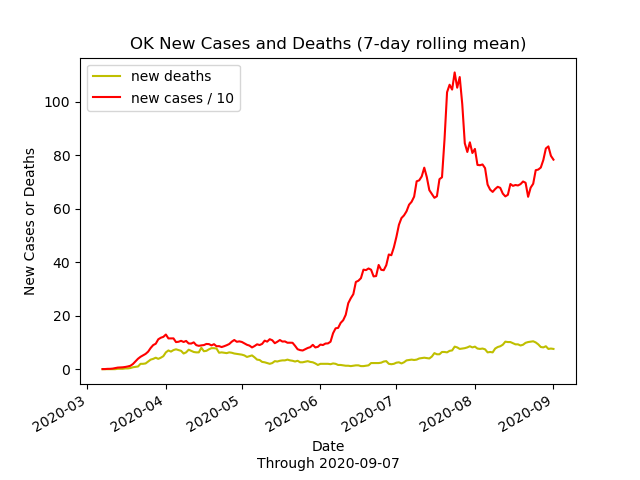 OK New Cases and Deaths (7-day rolling mean)
new deaths
new cases / 10
New Cases or Deaths
100
80
60
40
20
0
2020-03
2020-04
2020-05
2020-06
2020-07
2020-08
2020-09
Date
Through 2020-09-07